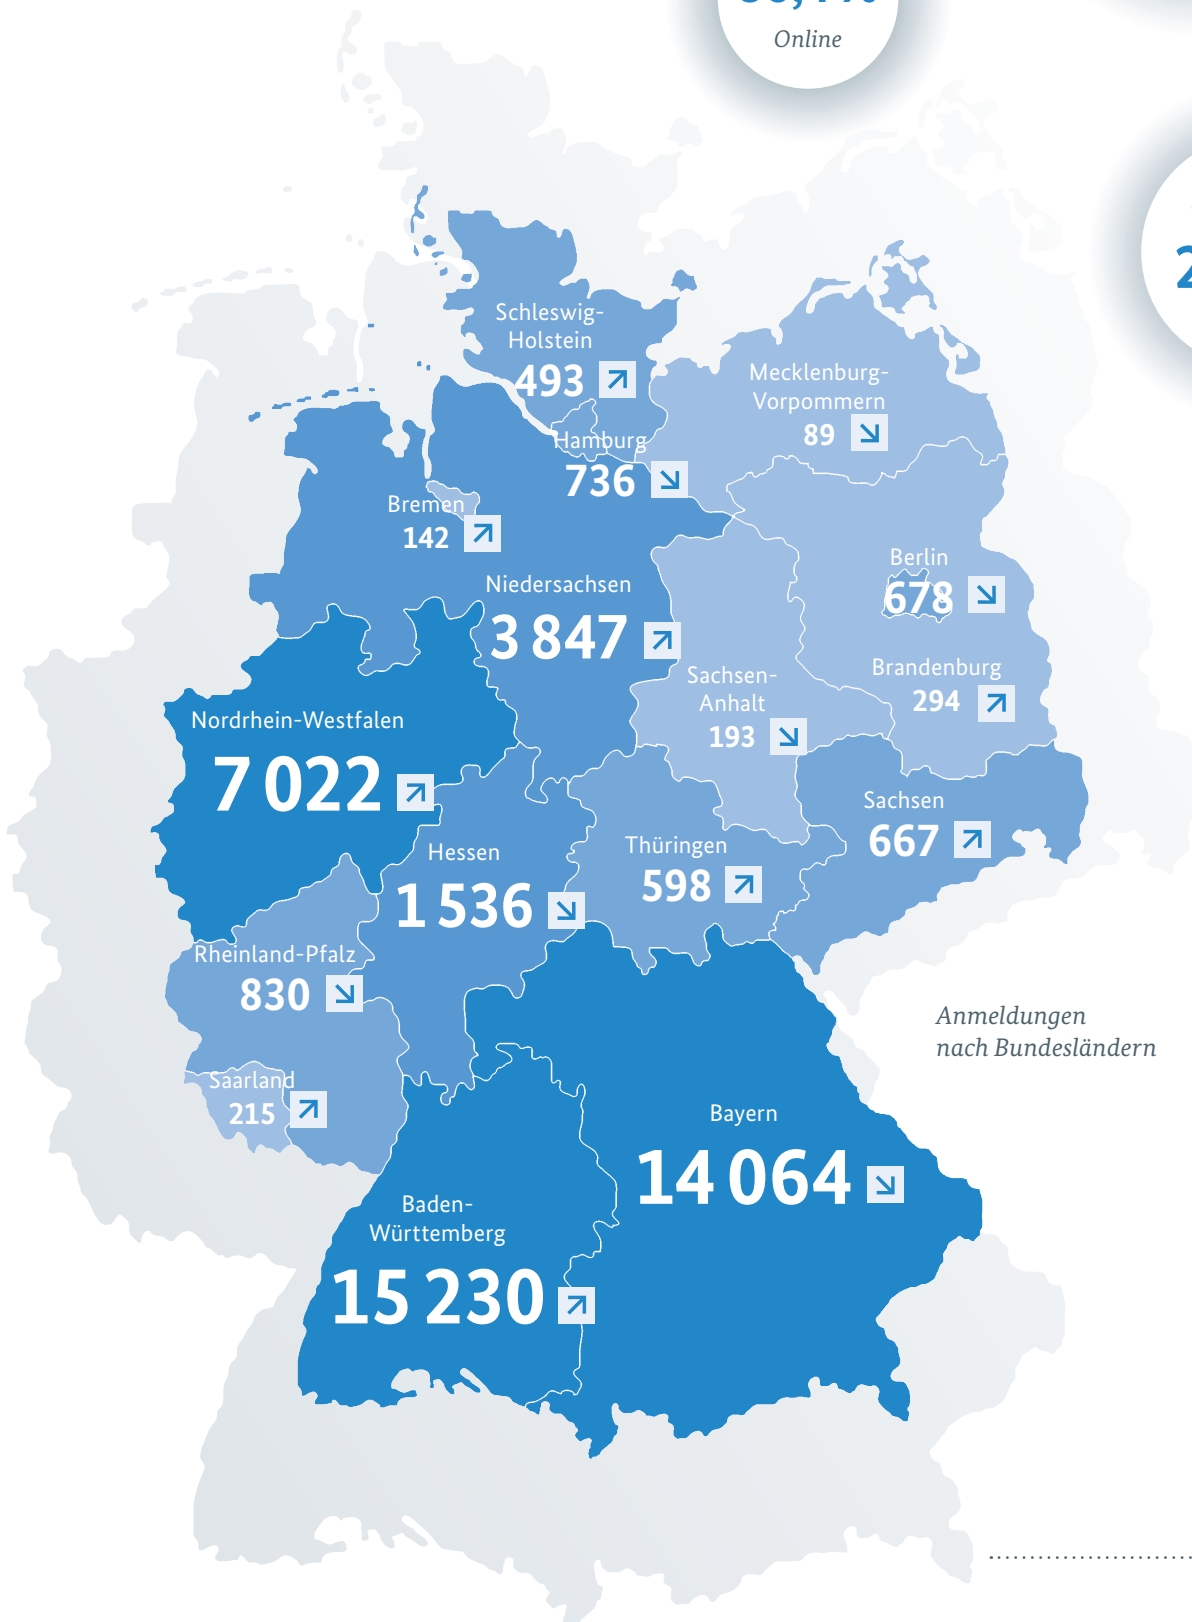 Online
Schleswig-
Holstein
493
Mecklenburg-
Vorpommern
89
Hamburg
736
Bremen
142
Berlin
678
Niedersachsen
3 847
Brandenburg
294
Sachsen-
Anhalt
193
Nordrhein-Westfalen
7 022
Sachsen
667
Hessen
1 536
Thüringen
598
Rheinland-Pfalz
830
Anmeldungen
nach Bundesländern
Saarland
215
Bayern
14 064
Baden-
Württemberg
15 230